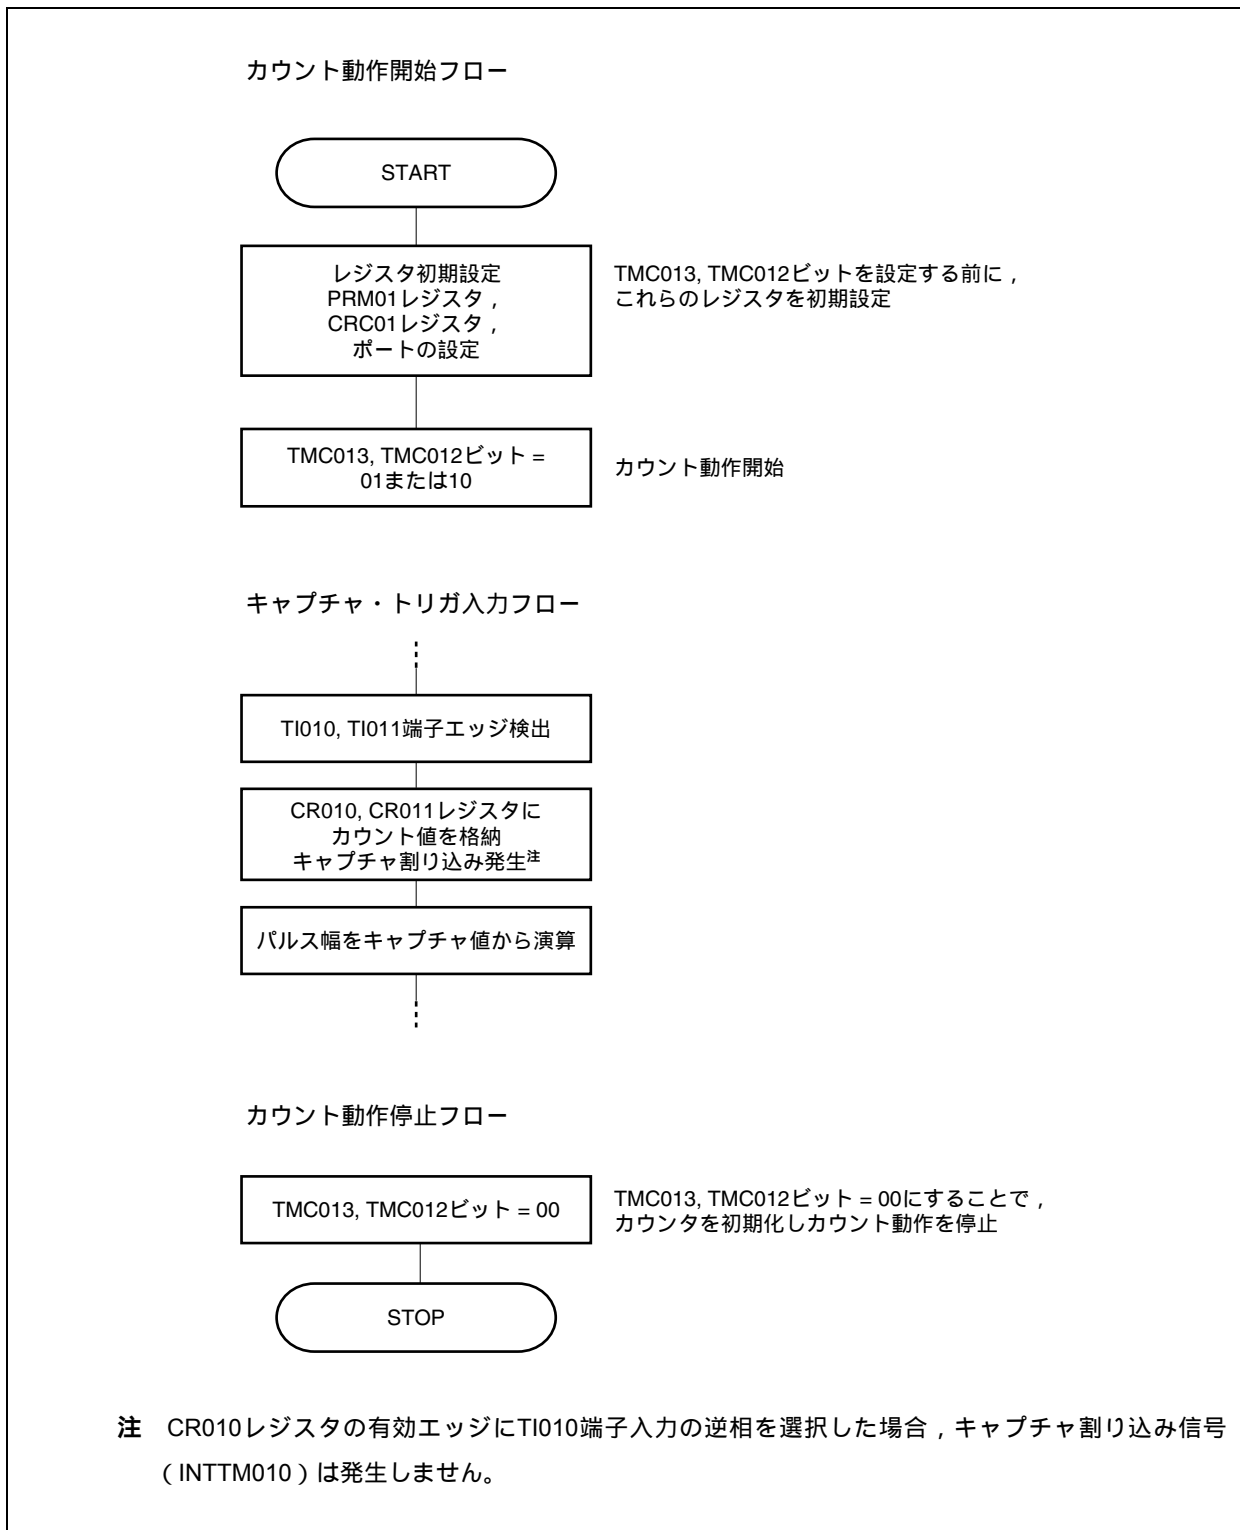 カウント動作開始フロー
START
レジスタ初期設定
PRM01レジスタ，
CRC01レジスタ，
ポートの設定
TMC013, TMC012ビットを設定する前に，
これらのレジスタを初期設定
TMC013, TMC012ビット =
01または10
カウント動作開始
キャプチャ・トリガ入力フロー
TI010, TI011端子エッジ検出
CR010, CR011レジスタに
カウント値を格納
キャプチャ割り込み発生注
パルス幅をキャプチャ値から演算
カウント動作停止フロー
TMC013, TMC012ビット = 00
TMC013, TMC012ビット = 00にすることで，
カウンタを初期化しカウント動作を停止
STOP
注 CR010レジスタの有効エッジにTI010端子入力の逆相を選択した場合，キャプチャ割り込み信号
（INTTM010）は発生しません。